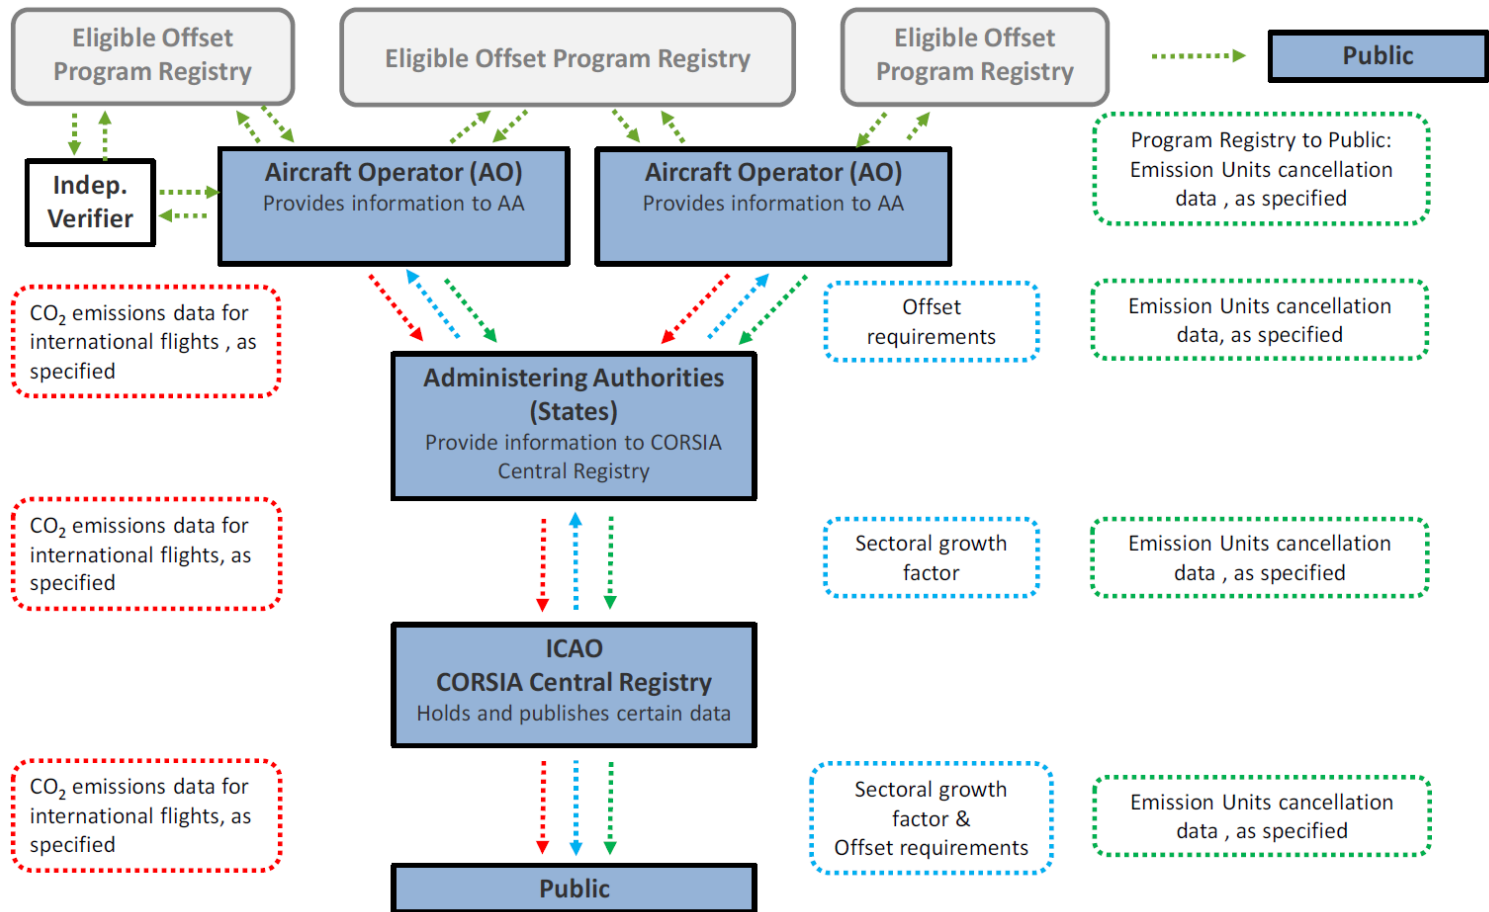 Eligible Offset
Program Registry
Eligible Offset Program Registry
Eligible Offset
Program Registry
Public
Indep.
Verifier
Aircraft Operator (AO)
Provides information to AA
Aircraft Operator (AO)
Provides information to AA
Program Registry to Public:
Emission Units cancellation
data , as specified
CO₂ emissions data for
international flights , as
specified
Offset
requirements
Emission Units cancellation
data, as specified
Administering Authorities
(States)
Provide information to CORSIA
Central Registry
CO₂ emissions data for
international flights, as
specified
Sectoral growth
factor
Emission Units cancellation
data , as specified
ICAO
CORSIA Central Registry
Holds and publishes certain data
CO₂ emissions data for
international flights, as
specified
Sectoral growth
factor &
Offset requirements
Emission Units cancellation
data , as specified
Public